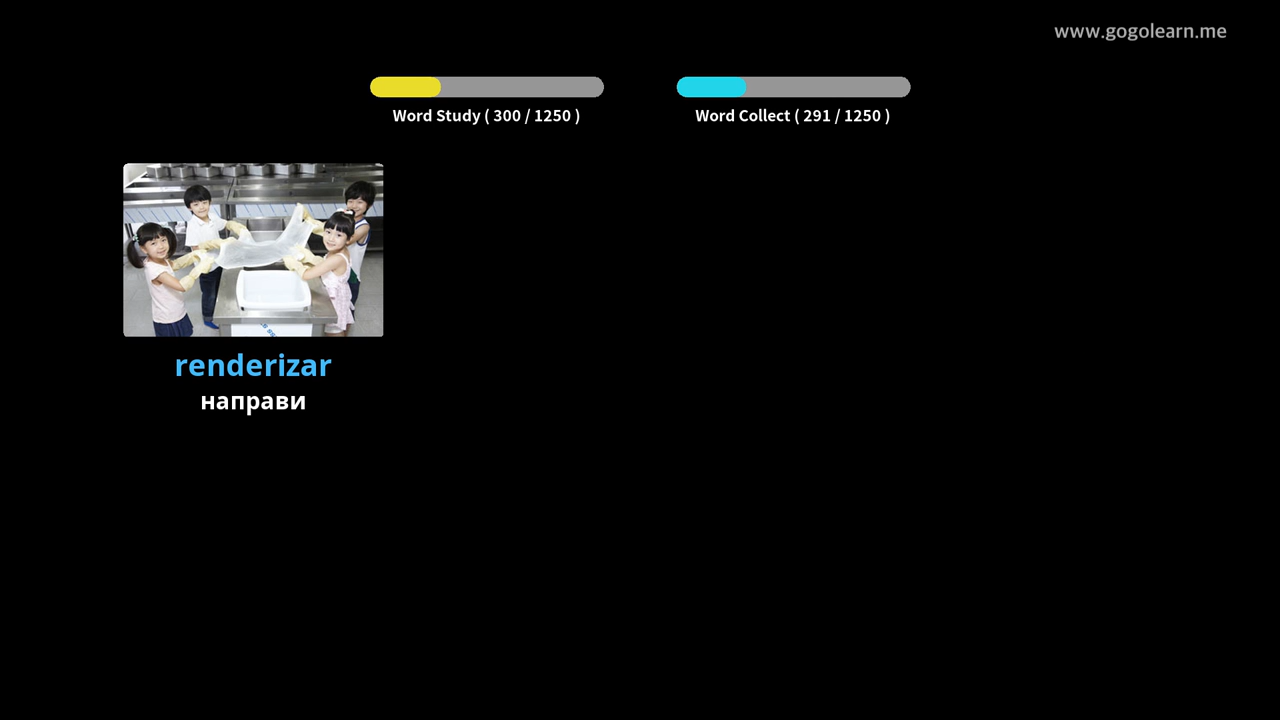 www.gogolearn.me
Word Study ( 300 / 1250 )
Word Collect ( 291 / 1250 )
renderizar
направи